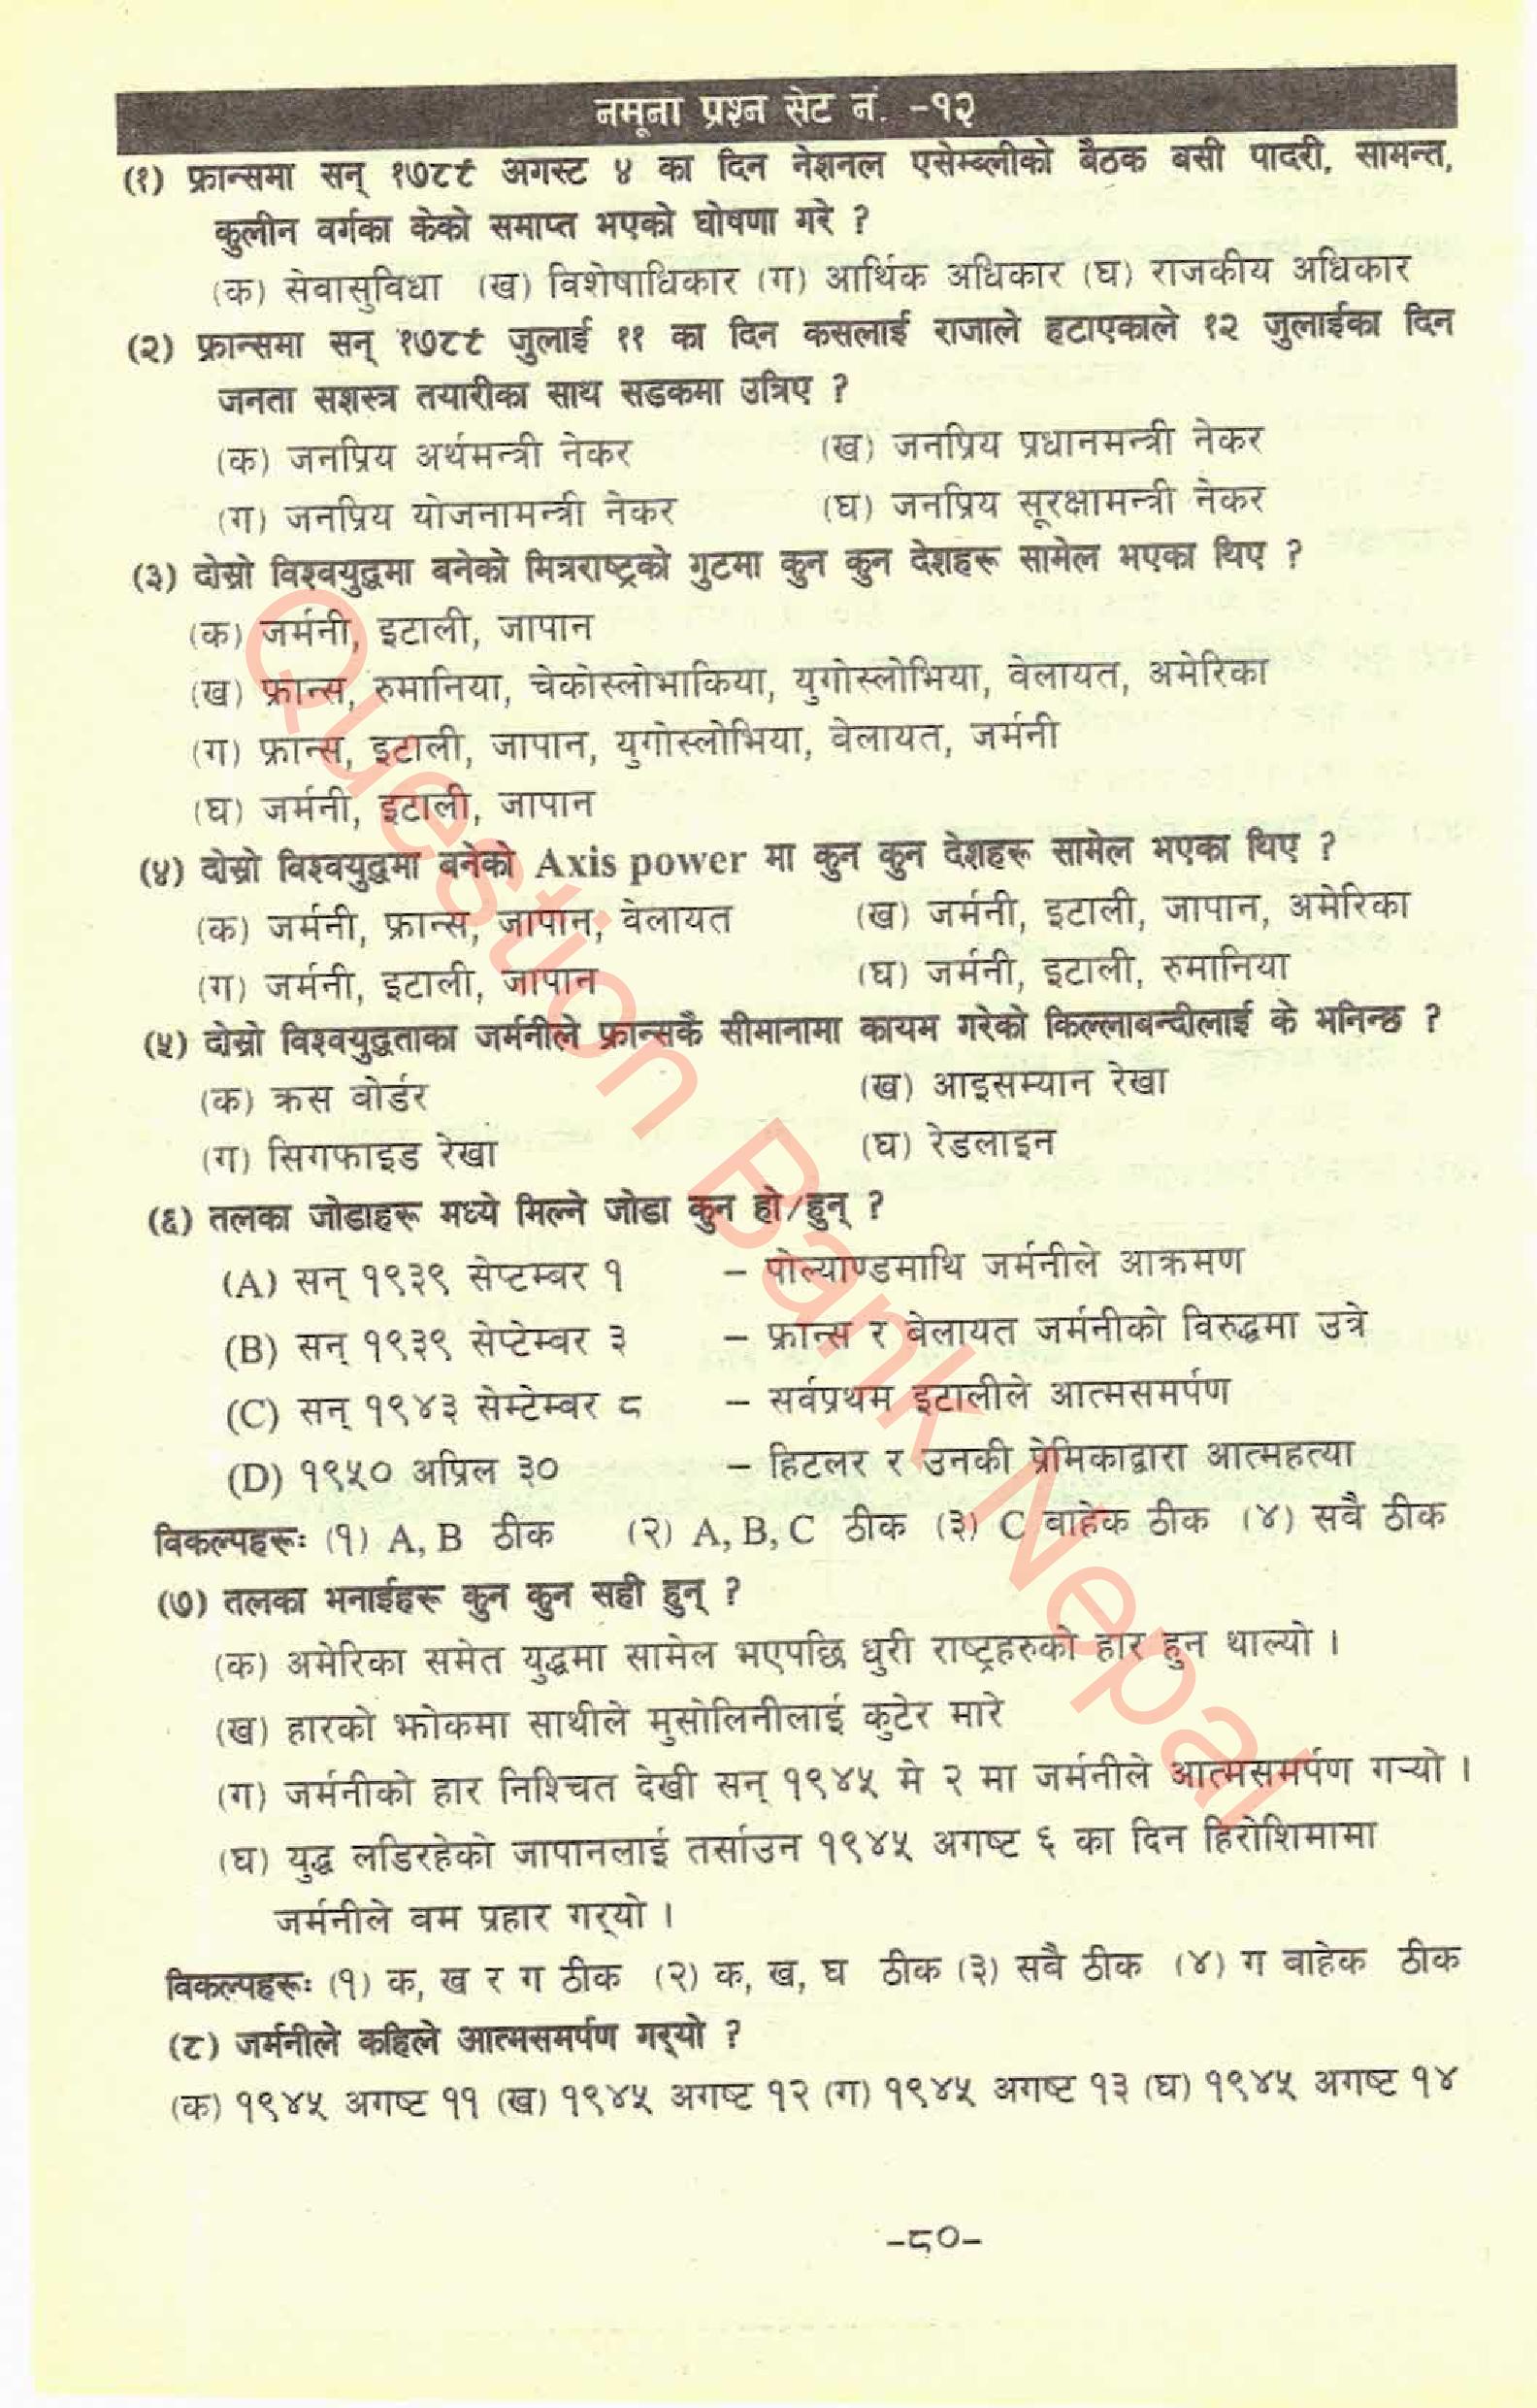 नमूना प्रश्न सेट नं. -१२
(१) फ्रान्समा सन् १७८९ अगस्ट ४ का दिन नेशनल एसेम्ब्लीको बैठक बसी पादरी, सामन्त,
कुलीन वर्गका केको समाप्त भएको घोषणा गरे ?
(क) सेवासुविधा (ख) विशेषाधिकार (ग) आर्थिक अधिकार (घ) राजकीय अधिकार
(२) फ्रान्समा सन् १७८९ जुलाई ११ का दिन कसलाई राजाले हटाएकाले १२ जुलाईका दिन
जनता सशस्त्र तयारीका साथ सडकमा उत्रिए ?
(क) जनप्रिय अर्थमन्त्री नेकर (ख) जनप्रिय प्रधानमन्त्री नेकर
(ग) जनप्रिय योजनामन्त्री नेकर (घ) जनप्रिय सूरक्षामन्त्री नेकर
(३) दोस्रो विश्वयुद्धमा बनेको मित्रराष्ट्रको गुटमा कुन कुन देशहरू सामेल भएका थिए ?
(क) जर्मनी, इटाली, जापान
(ख) फ्रान्स, रुमानिया, चेकोस्लोभाकिया, युगोस्लोभिया, वेलायत, अमेरिका
(ग) फ्रान्स, इटाली, जापान, युगोस्लोभिया, वेलायत, जर्मनी
(घ) जर्मनी, इटाली, जापान
(४) दोस्रो विश्वयुद्धमा बनेको Axis power मा कुन कुन देशहरू सामेल भएका थिए ?
(क) जर्मनी, फ्रान्स, जापान, वेलायत (ख) जर्मनी, इटाली, जापान, अमेरिका
(ग) जर्मनी, इटाली, जापान (घ) जर्मनी, इटाली, रुमानिया
(५) दोस्रो विश्वयुद्धताका जर्मनीले फ्रान्सकै सीमानामा कायम गरेको किल्लाबन्दीलाई के भनिन्छ ?
(क) क्रस वोर्डर (ख) आइसम्यान रेखा
(ग) सिगफाइड रेखा (घ) रेडलाइन
(६) तलका जोडाहरू मध्ये मिल्ने जोडा कुन हो/हुन् ?
(A) सन् १९३९ सेप्टम्बर १ – पोल्याण्डमाथि जर्मनीले आक्रमण
(B) सन् १९३९ सेप्टेम्वर ३ – फ्रान्स र वेलायत जर्मनीको विरुद्धमा उत्रे
(C) सन् १९४३ सेम्टेम्वर ८ – सर्वप्रथम इटालीले आत्मसमर्पण
(D) १९५० अप्रिल ३० – हिटलर र उनकी प्रेमिकाद्वारा आत्महत्या
विकल्पहरूः (१) A, B ठीक (२) A, B, C ठीक (३) C वाहेक ठीक (४) सवै ठीक
(७) तलका भनाईहरू कुन कुन सही हुन् ?
(क) अमेरिका समेत युद्धमा सामेल भएपछि धुरी राष्ट्रहरुको हार हुन थाल्यो ।
(ख) हारको झोकमा साथीले मुसोलिनीलाई कुटेर मारे
(ग) जर्मनीको हार निश्चित देखी सन् १९४५ मे २ मा जर्मनीले आत्मसमर्पण गर्‍यो ।
(घ) युद्ध लडिरहेको जापानलाई तर्साउन १९४५ अगष्ट ६ का दिन हिरोशिमामा
जर्मनीले वम प्रहार गर्‍यो ।
विकल्पहरूः (१) क, ख र ग ठीक (२) क, ख, घ ठीक (३) सबै ठीक (४) ग वाहेक ठीक
(८) जर्मनीले कहिले आत्मसमर्पण गर्‍यो ?
(क) १९४५ अगष्ट ११ (ख) १९४५ अगष्ट १२ (ग) १९४५ अगष्ट १३ (घ) १९४५ अगष्ट १४
-८०-
Question Bank Nepal